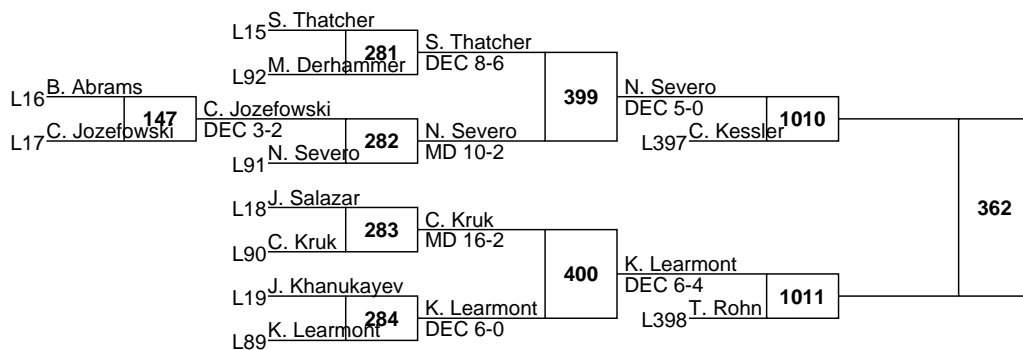 L15 S. Thatcher
281 S. Thatcher
DEC 8-6
L92 M. Derhammer
399 N. Severo
DEC 5-0
L16 B. Abrams
147 C. Jozefowski
DEC 3-2
L17 C. Jozefowski
282 N. Severo
MD 10-2
L91 N. Severo
1010
L397 C. Kessler
362
L18 J. Salazar
283 C. Kruk
MD 16-2
L90 C. Kruk
400 K. Learmont
DEC 6-4
L19 J. Khanukayev
284 K. Learmont
DEC 6-0
L89 K. Learmont
1011
L398 T. Rohn